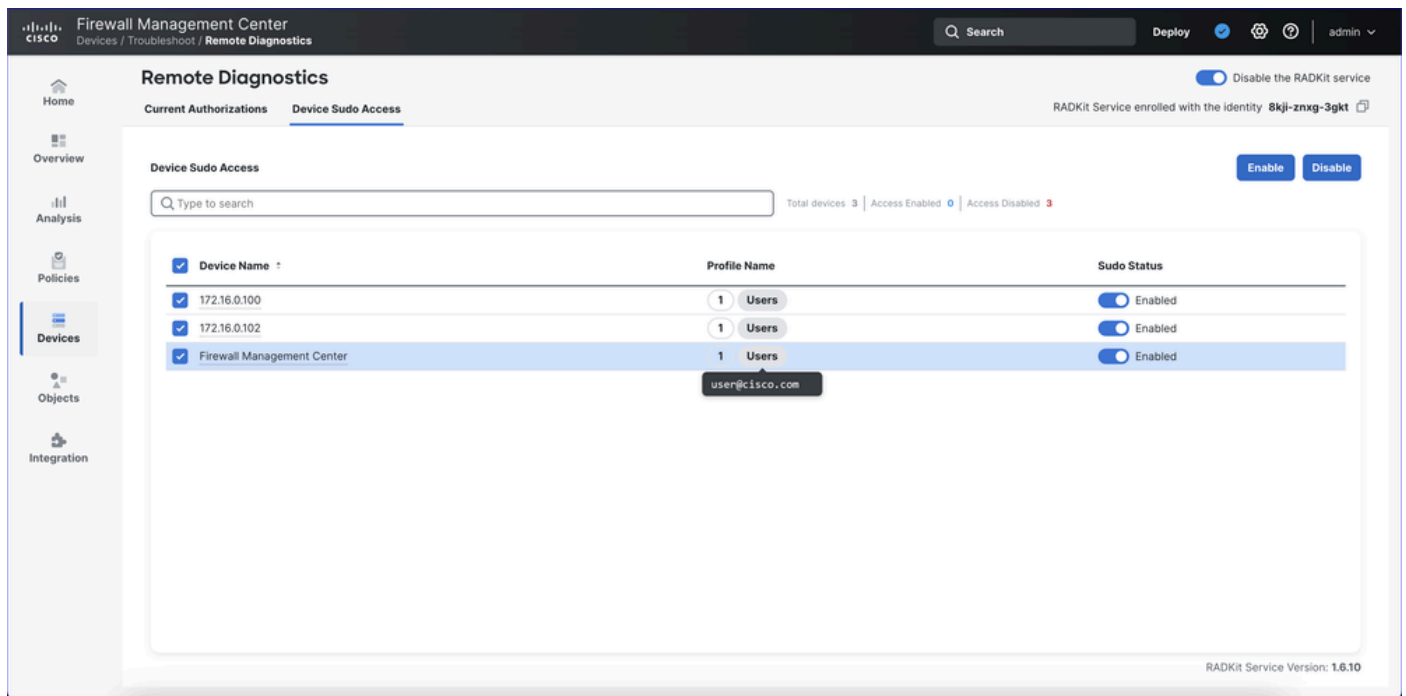 CISCO
Firewall Management Center
Devices / Troubleshoot / Remote Diagnostics
Search
Deploy
admin
Home
Overview
Analysis
Policies
Devices
Objects
Integration
Remote Diagnostics
Disable the RADKit service
Current Authorizations Device Sudo Access
RADKit Service enrolled with the identity 8kji-znxg-3gkt
Device Sudo Access
Enable Disable
Type to search
Total devices 3 | Access Enabled 0 | Access Disabled 3
Device Name Profile Name Sudo Status
172.16.0.100 1 Users Enabled
172.16.0.102 1 Users Enabled
Firewall Management Center 1 Users Enabled
user@cisco.com
RADKit Service Version: 1.6.10